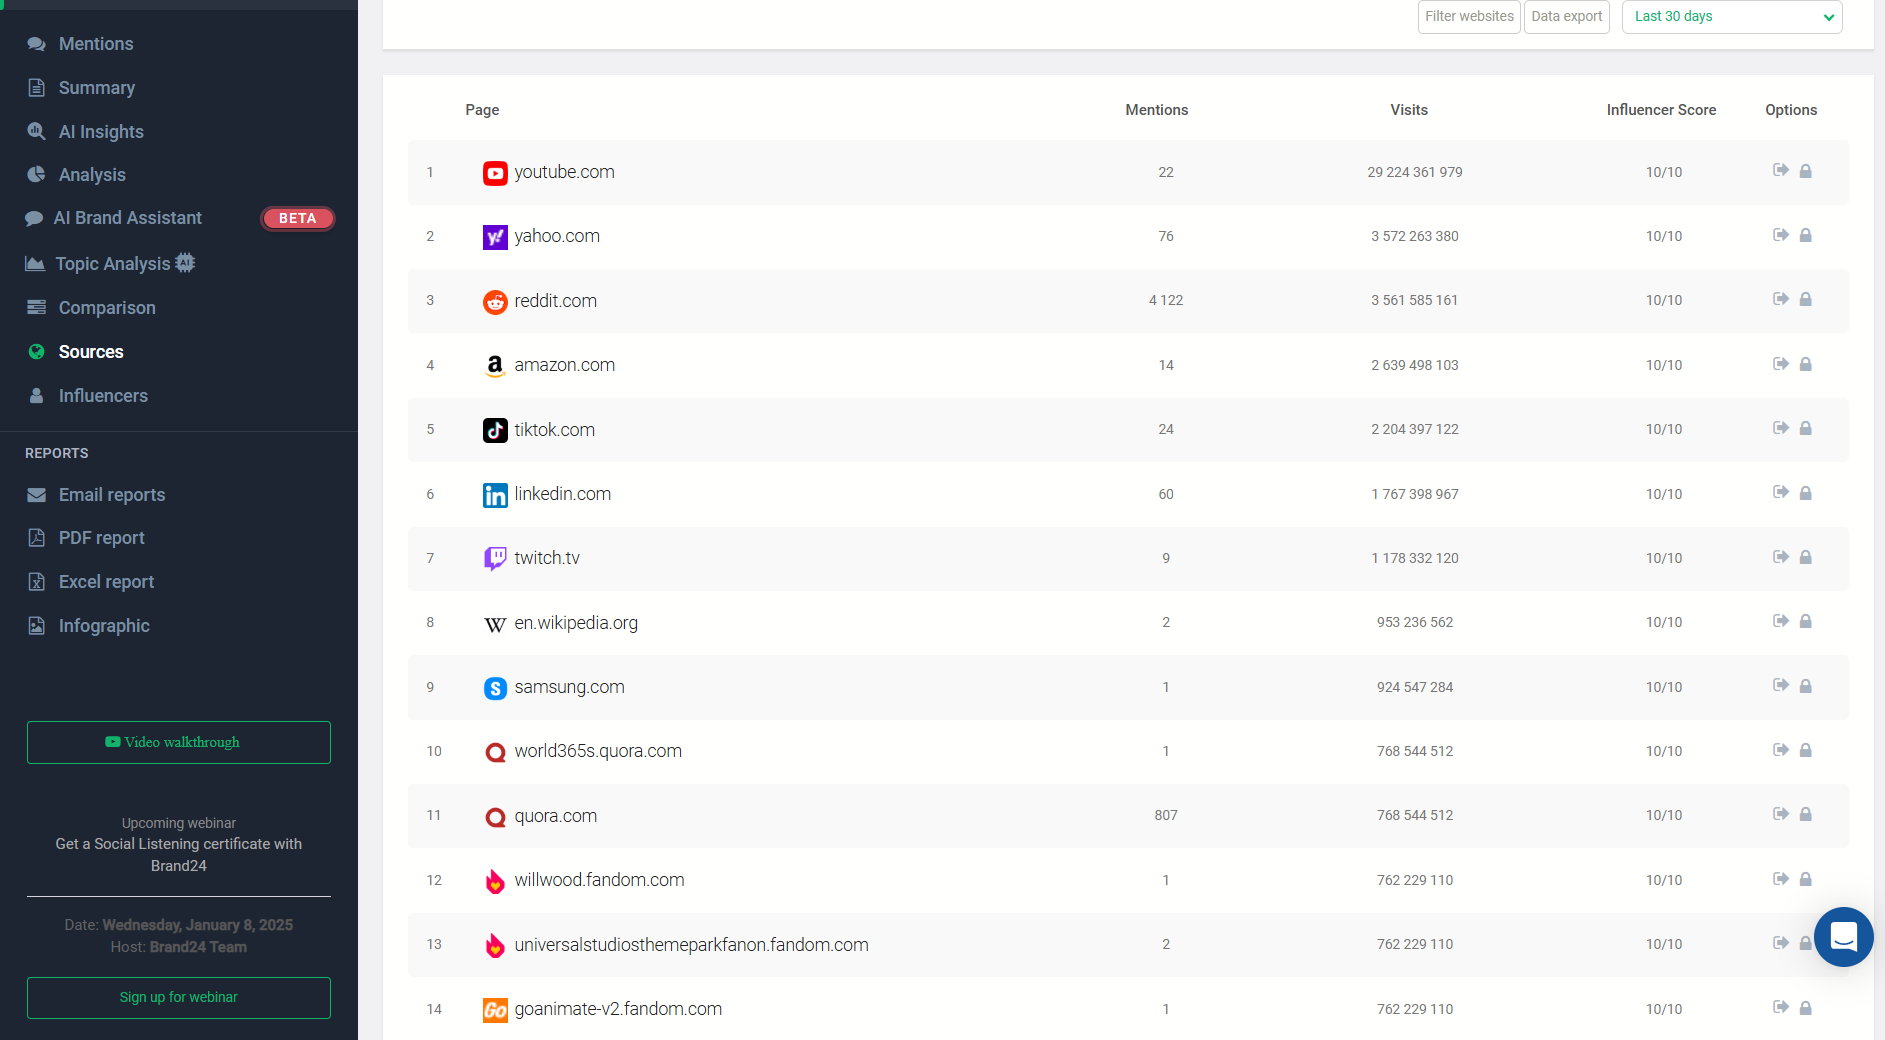 Mentions
Summary
AI Insights
Analysis
AI Brand Assistant BETA
Topic Analysis AI
Comparison
Sources
Influencers
REPORTS
Email reports
PDF report
Excel report
Infographic
Video walkthrough
Upcoming webinar
Get a Social Listening certificate with
Brand24
Date: Wednesday, January 8, 2025
Host: Brand24 Team
Sign up for webinar
Filter websites Data export Last 30 days
Page Mentions Visits Influencer Score Options
1 youtube.com 22 29 224 361 979 10/10
2 y! yahoo.com 76 3 572 263 380 10/10
3 reddit.com 4 122 3 561 585 161 10/10
4 a amazon.com 14 2 639 498 103 10/10
5 tiktok.com 24 2 204 397 122 10/10
6 in linkedin.com 60 1 767 398 967 10/10
7 twitch.tv 9 1 178 332 120 10/10
8 W en.wikipedia.org 2 953 236 562 10/10
9 S samsung.com 1 924 547 284 10/10
10 Q world365s.quora.com 1 768 544 512 10/10
11 Q quora.com 807 768 544 512 10/10
12 willwood.fandom.com 1 762 229 110 10/10
13 universalstudiosthemeparkfanon.fandom.com 2 762 229 110 10/10
14 Go goanimate-v2.fandom.com 1 762 229 110 10/10